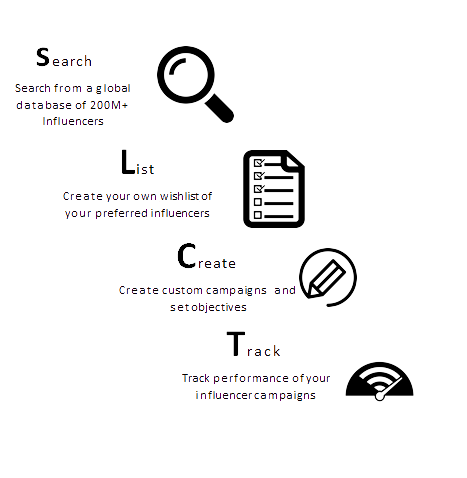 Search
Search from a global
database of 200M+
Influencers
List
Create your own wishlist of
your preferred influencers
Create
Create custom campaigns and
set objectives
Track
Track performance of your
influencer campaigns